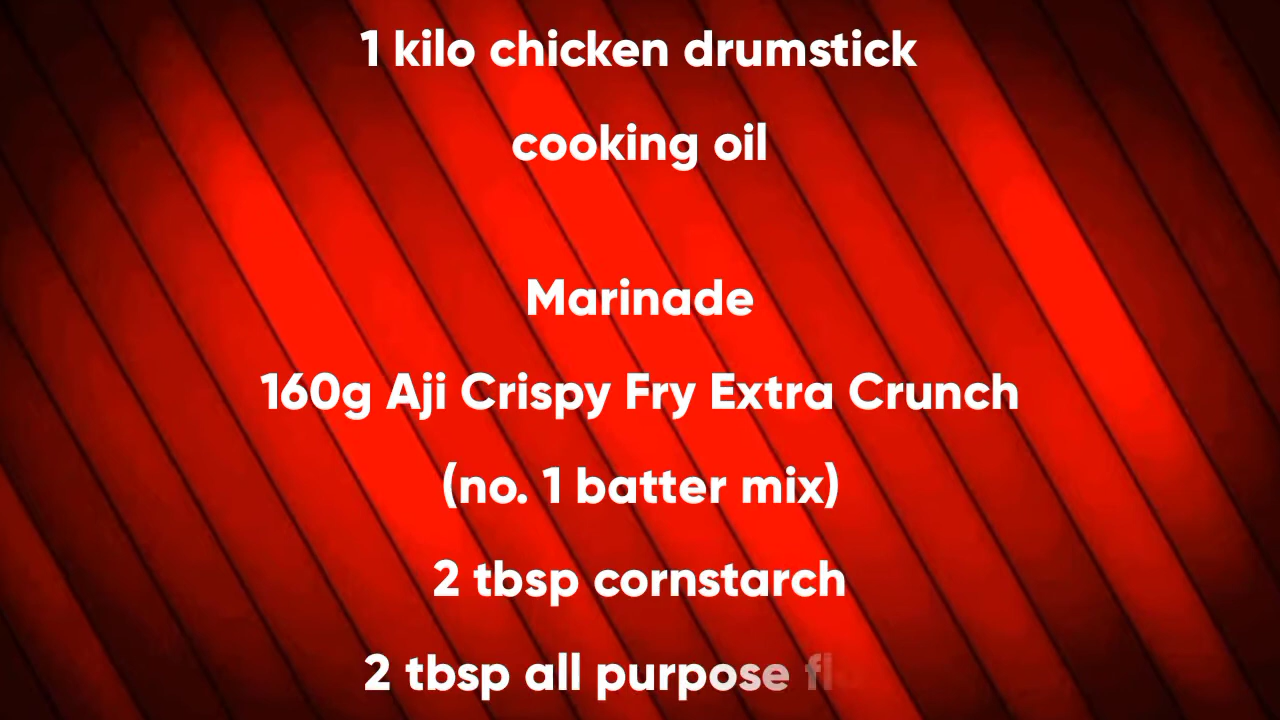 1 kilo chicken drumstick
cooking oil
Marinade
160g Aji Crispy Fry Extra Crunch
(no. 1 batter mix)
2 tbsp cornstarch
2 tbsp all purpose